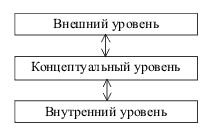 Внешний уровень
Концептуальный уровень
Внутренний уровень